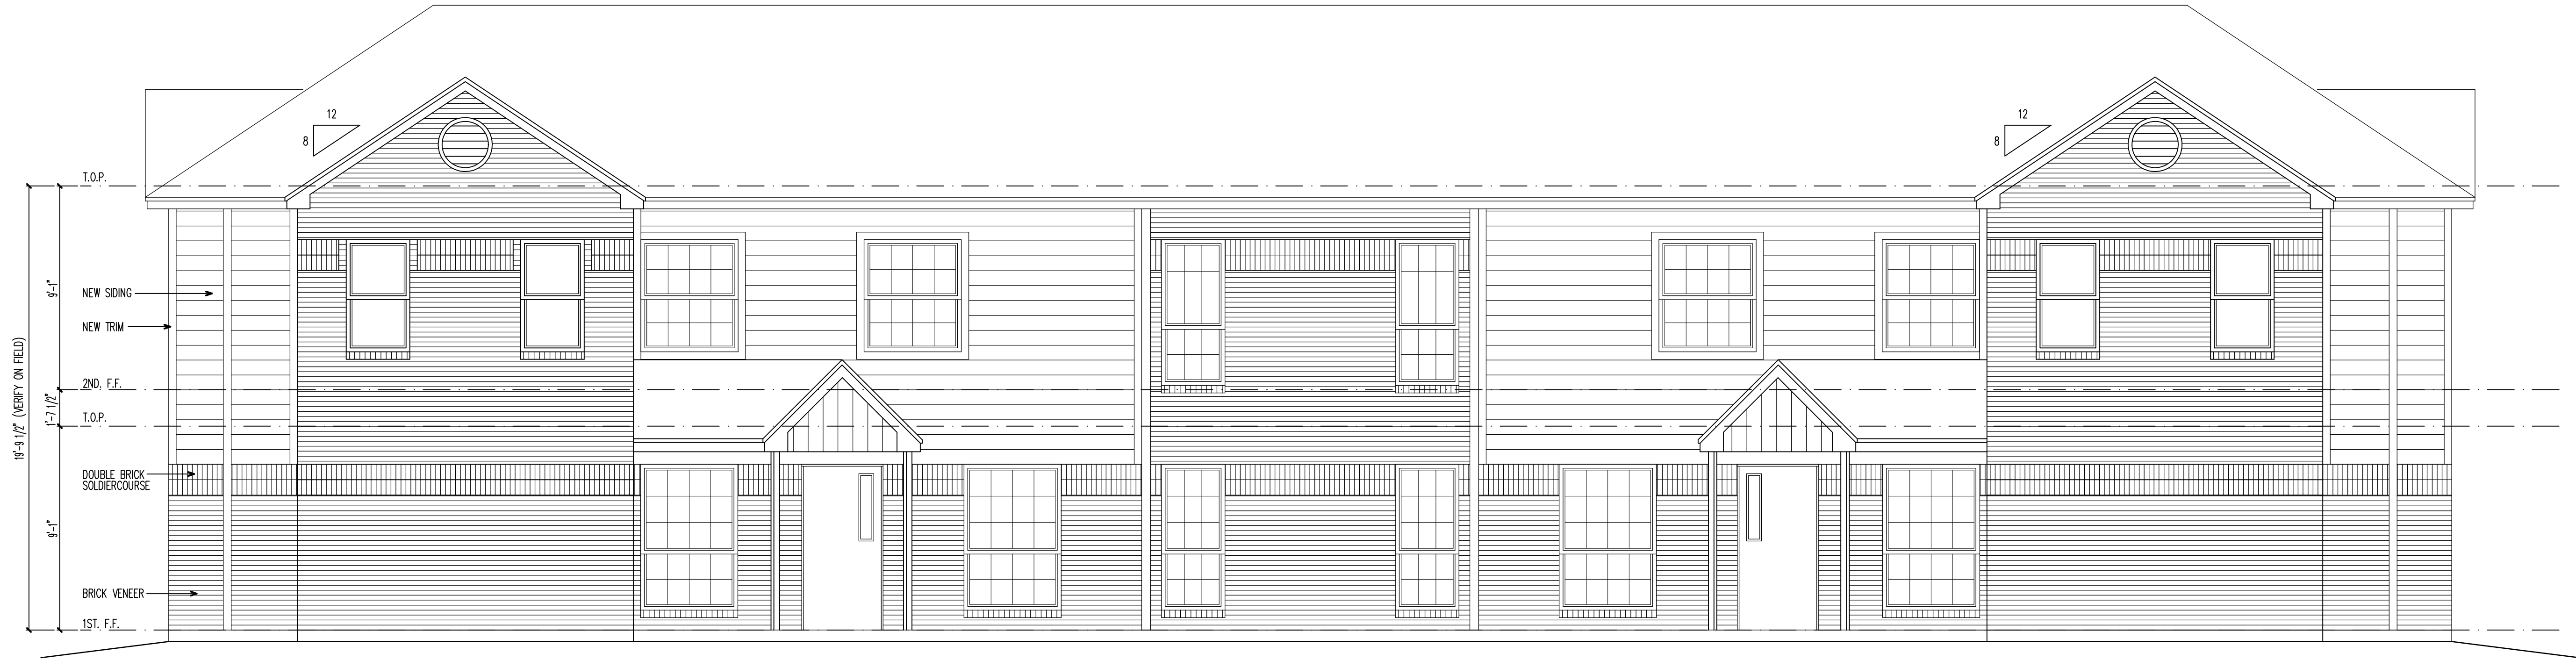 12
8
12
8
T.O.P.
NEW SIDING
9'-1"
NEW TRIM
19'-9 1/2" (VERIFY ON FIELD)
2ND. F.F.
1'-7 1/2"
T.O.P.
DOUBLE BRICK
SOLDIERCOURSE
9'-1"
BRICK VENEER
1ST. F.F.